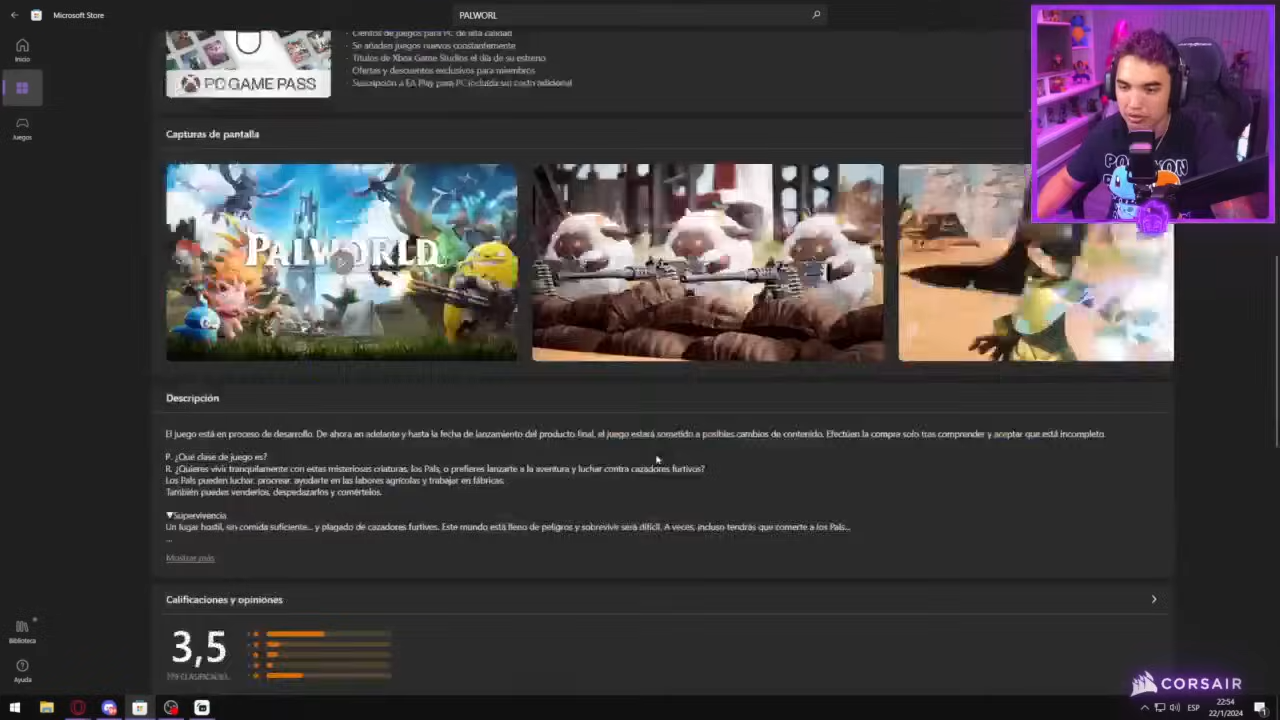 Microsoft Store
PALWORL
Inicio
Juegos
PC GAME PASS
· Cientos de juegos para PC de alta calidad
· Se añaden juegos nuevos constantemente
· Títulos de Xbox Game Studios el día de su estreno
· Ofertas y descuentos exclusivos para miembros
· Suscripción a EA Play para PC incluida sin costo adicional
Capturas de pantalla
PALWORLD
Descripción
El juego está en proceso de desarrollo. De ahora en adelante y hasta la fecha de lanzamiento del producto final, el juego estará sometido a posibles cambios de contenido. Efectúen la compra solo tras comprender y aceptar que está incompleto.
P. ¿Qué clase de juego es?
R. ¿Quieres vivir tranquilamente con estas misteriosas criaturas, los Pals, o prefieres lanzarte a la aventura y luchar contra cazadores furtivos?
Los Pals pueden luchar, procrear, ayudarte en las labores agrícolas y trabajar en fábricas.
También puedes venderlos, despedazarlos y comértelos.
▼Supervivencia
Un lugar hostil, sin comida suficiente... y plagado de cazadores furtivos. Este mundo está lleno de peligros y sobrevivir será difícil. A veces, incluso tendrás que comerte a los Pals...
...
Mostrar más
Calificaciones y opiniones
3,5
Biblioteca
Ayuda
CORSAIR
ESP
22:54
22/1/2024